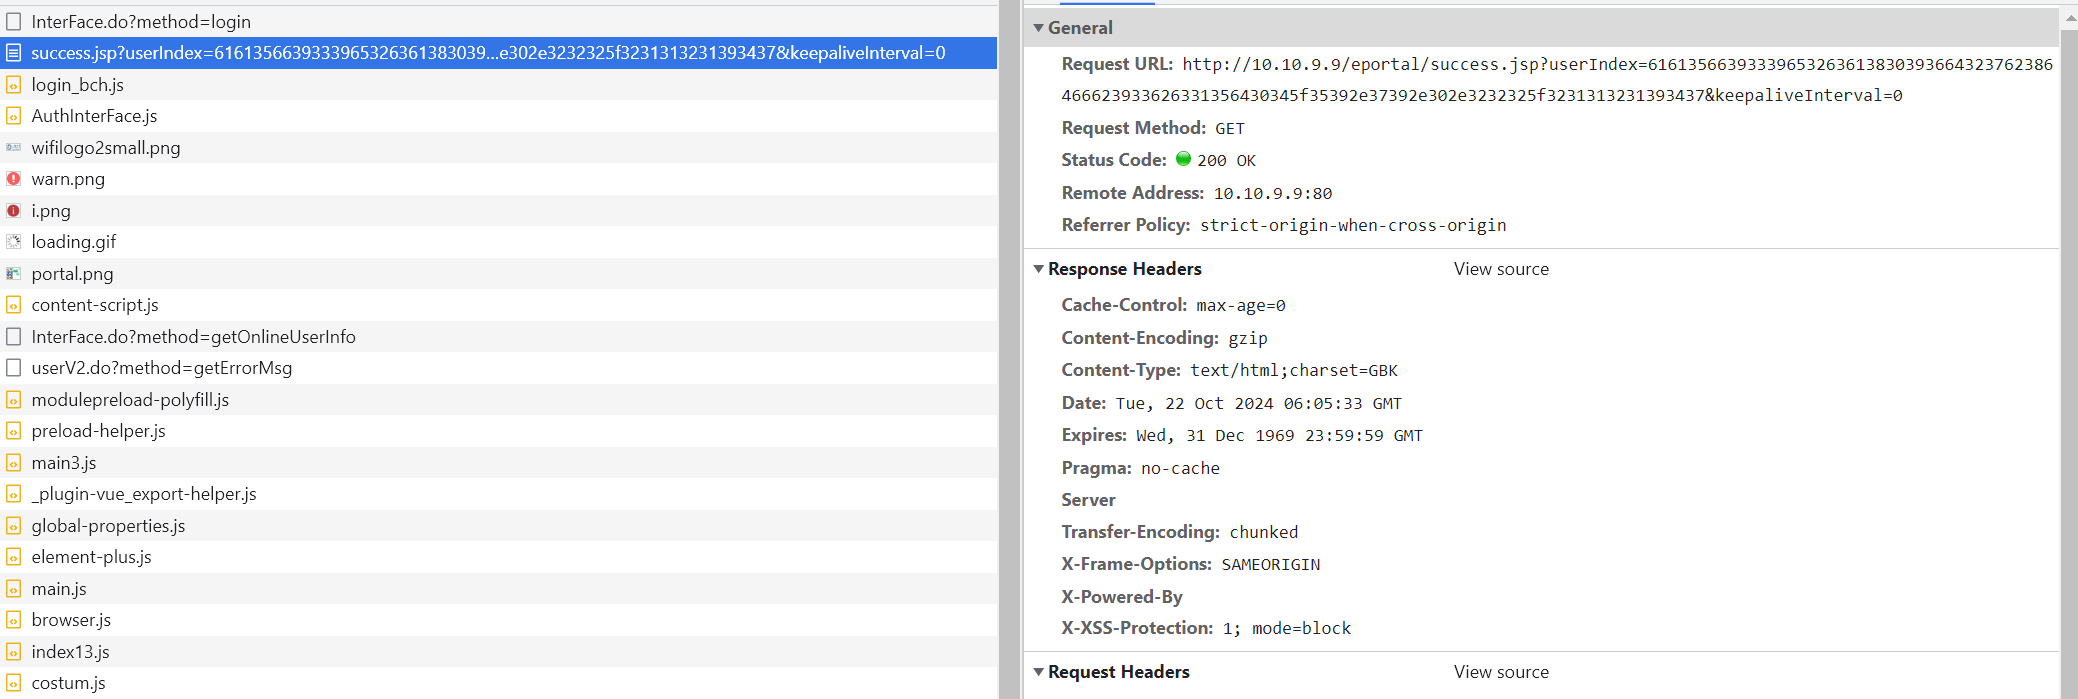 InterFace.do?method=login
success.jsp?userIndex=6161356639333965326361383039...e302e3232325f3231313231393437&keepaliveInterval=0
login_bch.js
AuthInterFace.js
wifilogo2small.png
warn.png
i.png
loading.gif
portal.png
content-script.js
InterFace.do?method=getOnlineUserInfo
userV2.do?method=getErrorMsg
modulepreload-polyfill.js
preload-helper.js
main3.js
_plugin-vue_export-helper.js
global-properties.js
element-plus.js
main.js
browser.js
index13.js
costum.js
General
Request URL: http://10.10.9.9/eportal/success.jsp?userIndex=616135663933396532636138303936643237623864
46662393362633135643034 5f35392e37392e302e3232325f3231313231393437&keepaliveInterval=0
Request Method: GET
Status Code: 200 OK
Remote Address: 10.10.9.9:80
Referrer Policy: strict-origin-when-cross-origin
Response Headers View source
Cache-Control: max-age=0
Content-Encoding: gzip
Content-Type: text/html;charset=GBK
Date: Tue, 22 Oct 2024 06:05:33 GMT
Expires: Wed, 31 Dec 1969 23:59:59 GMT
Pragma: no-cache
Server
Transfer-Encoding: chunked
X-Frame-Options: SAMEORIGIN
X-Powered-By
X-XSS-Protection: 1; mode=block
Request Headers View source